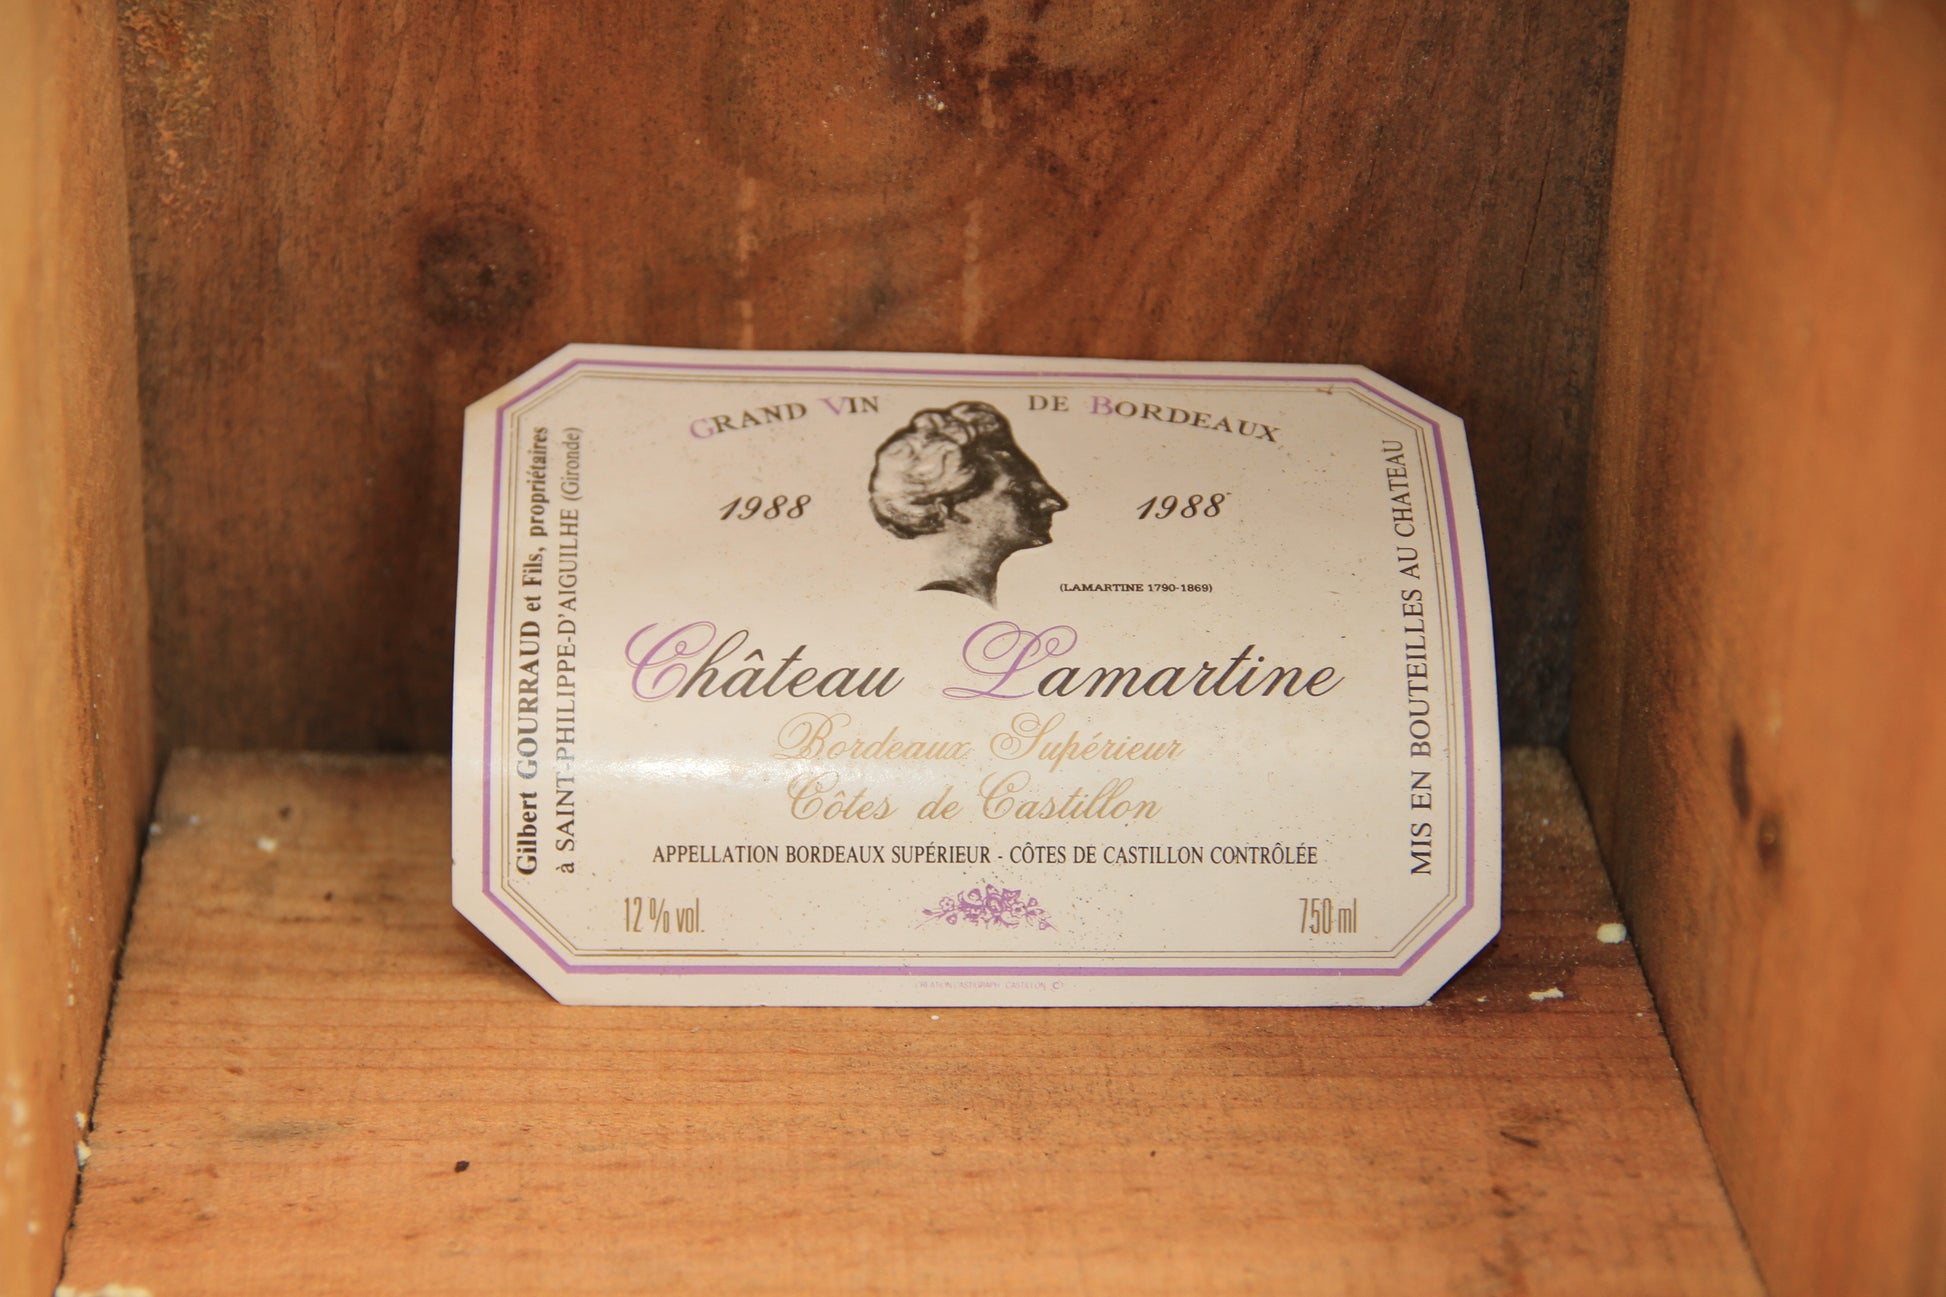 GRAND VIN DE BORDEAUX
1988 1988
(LAMARTINE 1790-1869)
Château Lamartine
Bordeaux Supérieur
Côtes de Castillon
APPELLATION BORDEAUX SUPÉRIEUR - CÔTES DE CASTILLON CONTRÔLÉE
12 % vol. 750 ml
Gilbert GOURRAUD et Fils, propriétaires
à SAINT-PHILIPPE-D'AIGUILHE (Gironde)
MIS EN BOUTEILLES AU CHATEAU
CASTILLON ©